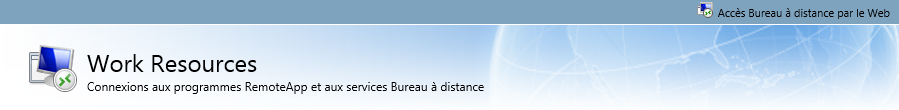 Accès Bureau à distance par le Web
Work Resources
Connexions aux programmes RemoteApp et aux services Bureau à distance